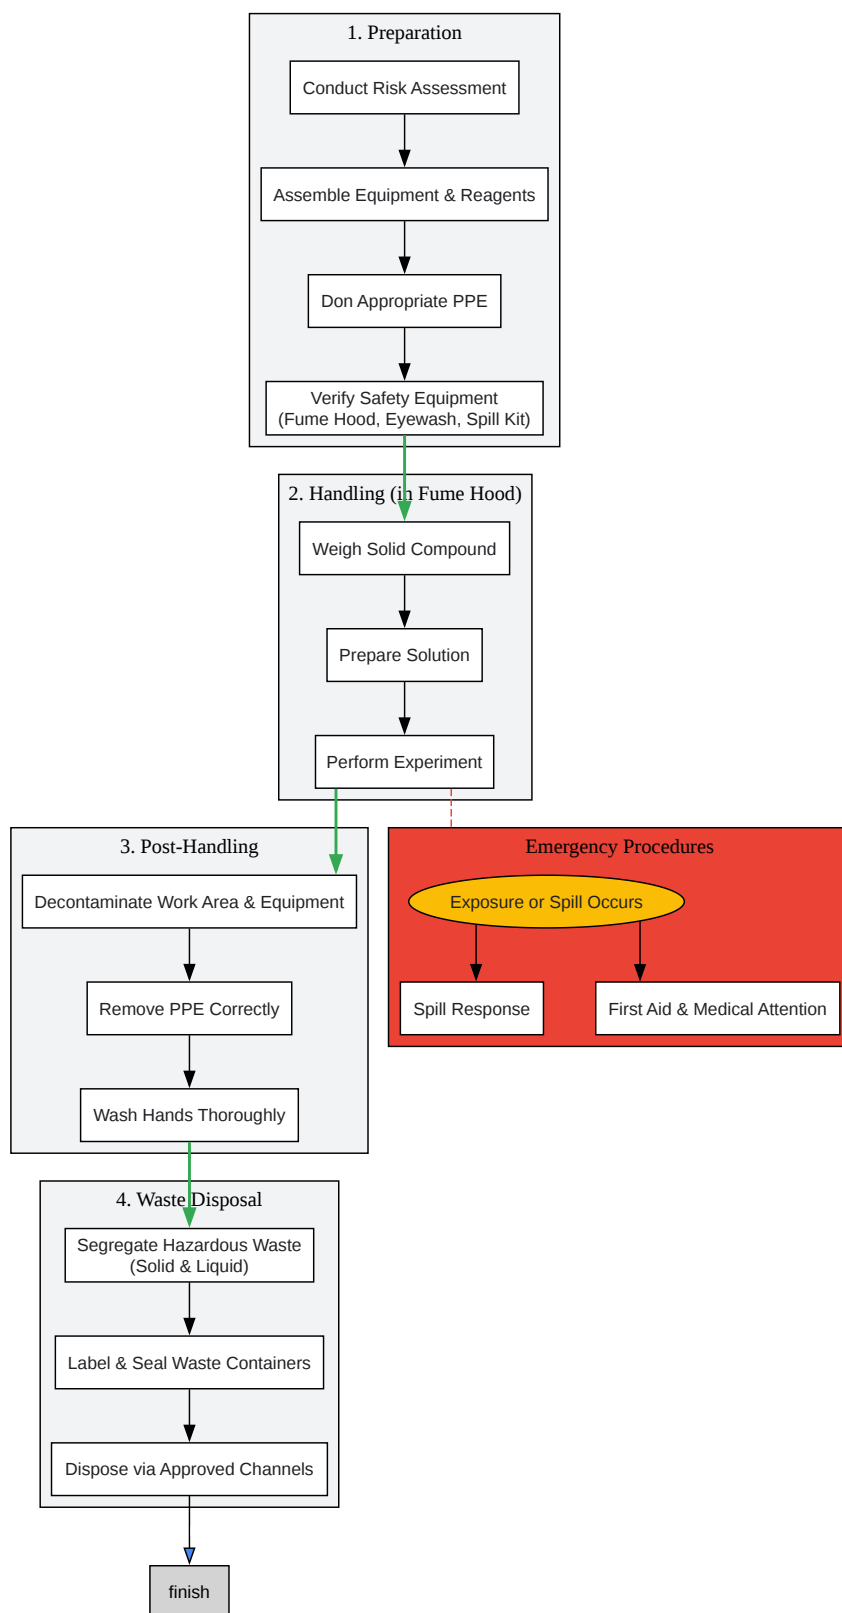 1. Preparation
Conduct Risk Assessment
Assemble Equipment & Reagents
Don Appropriate PPE
Verify Safety Equipment
(Fume Hood, Eyewash, Spill Kit)
2. Handling (in Fume Hood)
Weigh Solid Compound
Prepare Solution
Perform Experiment
3. Post-Handling
Decontaminate Work Area & Equipment
Remove PPE Correctly
Wash Hands Thoroughly
Emergency Procedures
Exposure or Spill Occurs
Spill Response
First Aid & Medical Attention
4. Waste Disposal
Segregate Hazardous Waste
(Solid & Liquid)
Label & Seal Waste Containers
Dispose via Approved Channels
finish